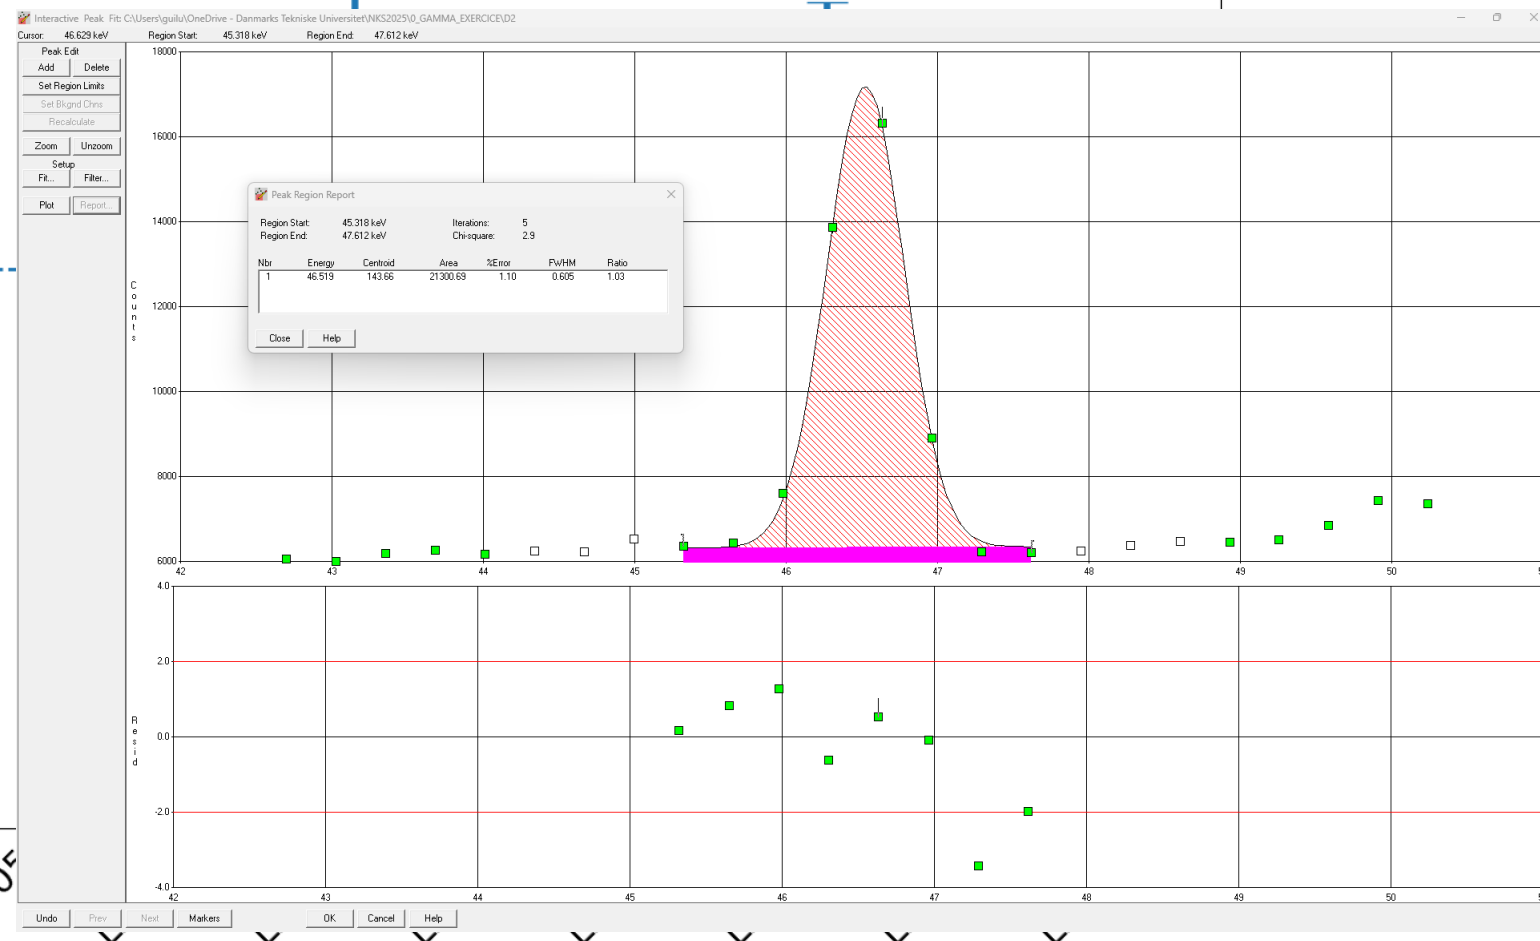 Interactive Peak Fit: C:\Users\guilu\OneDrive - Danmarks Tekniske Universitet\NKS2025\0_GAMMA_EXERCICE\D2
Cursor: 46.629 keV Region Start: 45.318 keV Region End: 47.612 keV
Peak Edit
Add Delete
Set Region Limits
Set Bkgnd Chns
Recalculate
Zoom Unzoom
Setup
Fit... Filter...
Plot Report...
18000
16000
14000
12000
10000
8000
6000
Counts
42 43 44 45 46 47 48 49 50 5
Peak Region Report
Region Start: 45.318 keV Iterations: 5
Region End: 47.612 keV Chi-square: 2.9
Nbr Energy Centroid Area %Error FWHM Ratio
1 46.519 143.66 21300.69 1.10 0.605 1.03
Close Help
4.0
2.0
0.0
-2.0
-4.0
Resid
42 43 44 45 46 47 48 49 50 5
Undo Prev Next Markers OK Cancel Help